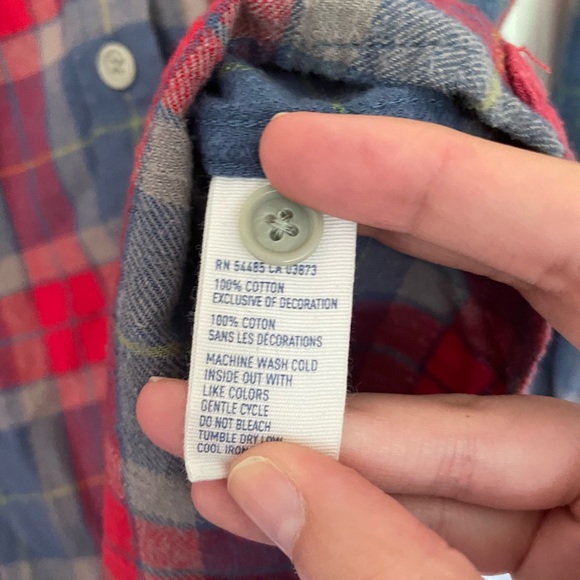 RN 54485 CA 03873
100% COTTON
EXCLUSIVE OF DECORATION
100% COTON
SANS LES DÉCORATIONS
MACHINE WASH COLD
INSIDE OUT WITH
LIKE COLORS
GENTLE CYCLE
DO NOT BLEACH
TUMBLE DRY LOW
COOL IRON